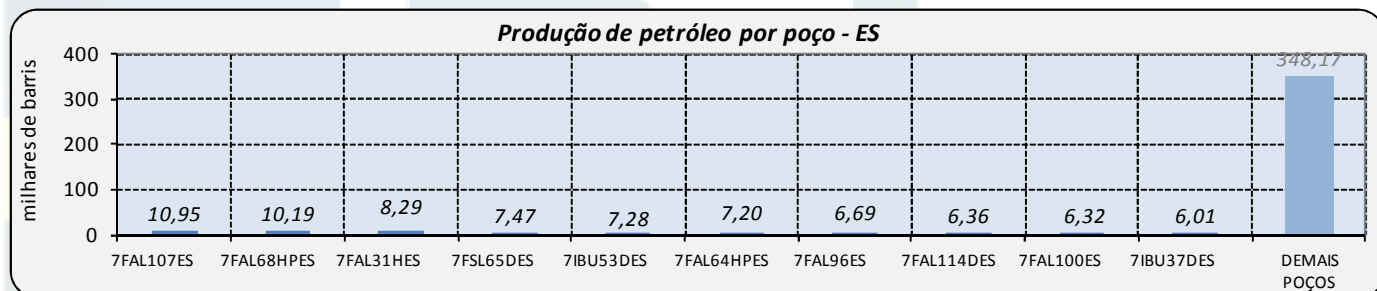 Produção de petróleo por poço - ES
milhares de barris
400
300
200
100
0
10,95 10,19 8,29 7,47 7,28 7,20 6,69 6,36 6,32 6,01 348,17
7FAL107ES 7FAL68HPES 7FAL31HES 7FSL65DES 7IBU53DES 7FAL64HPES 7FAL96ES 7FAL114DES 7FAL100ES 7IBU37DES DEMAIS
POÇOS